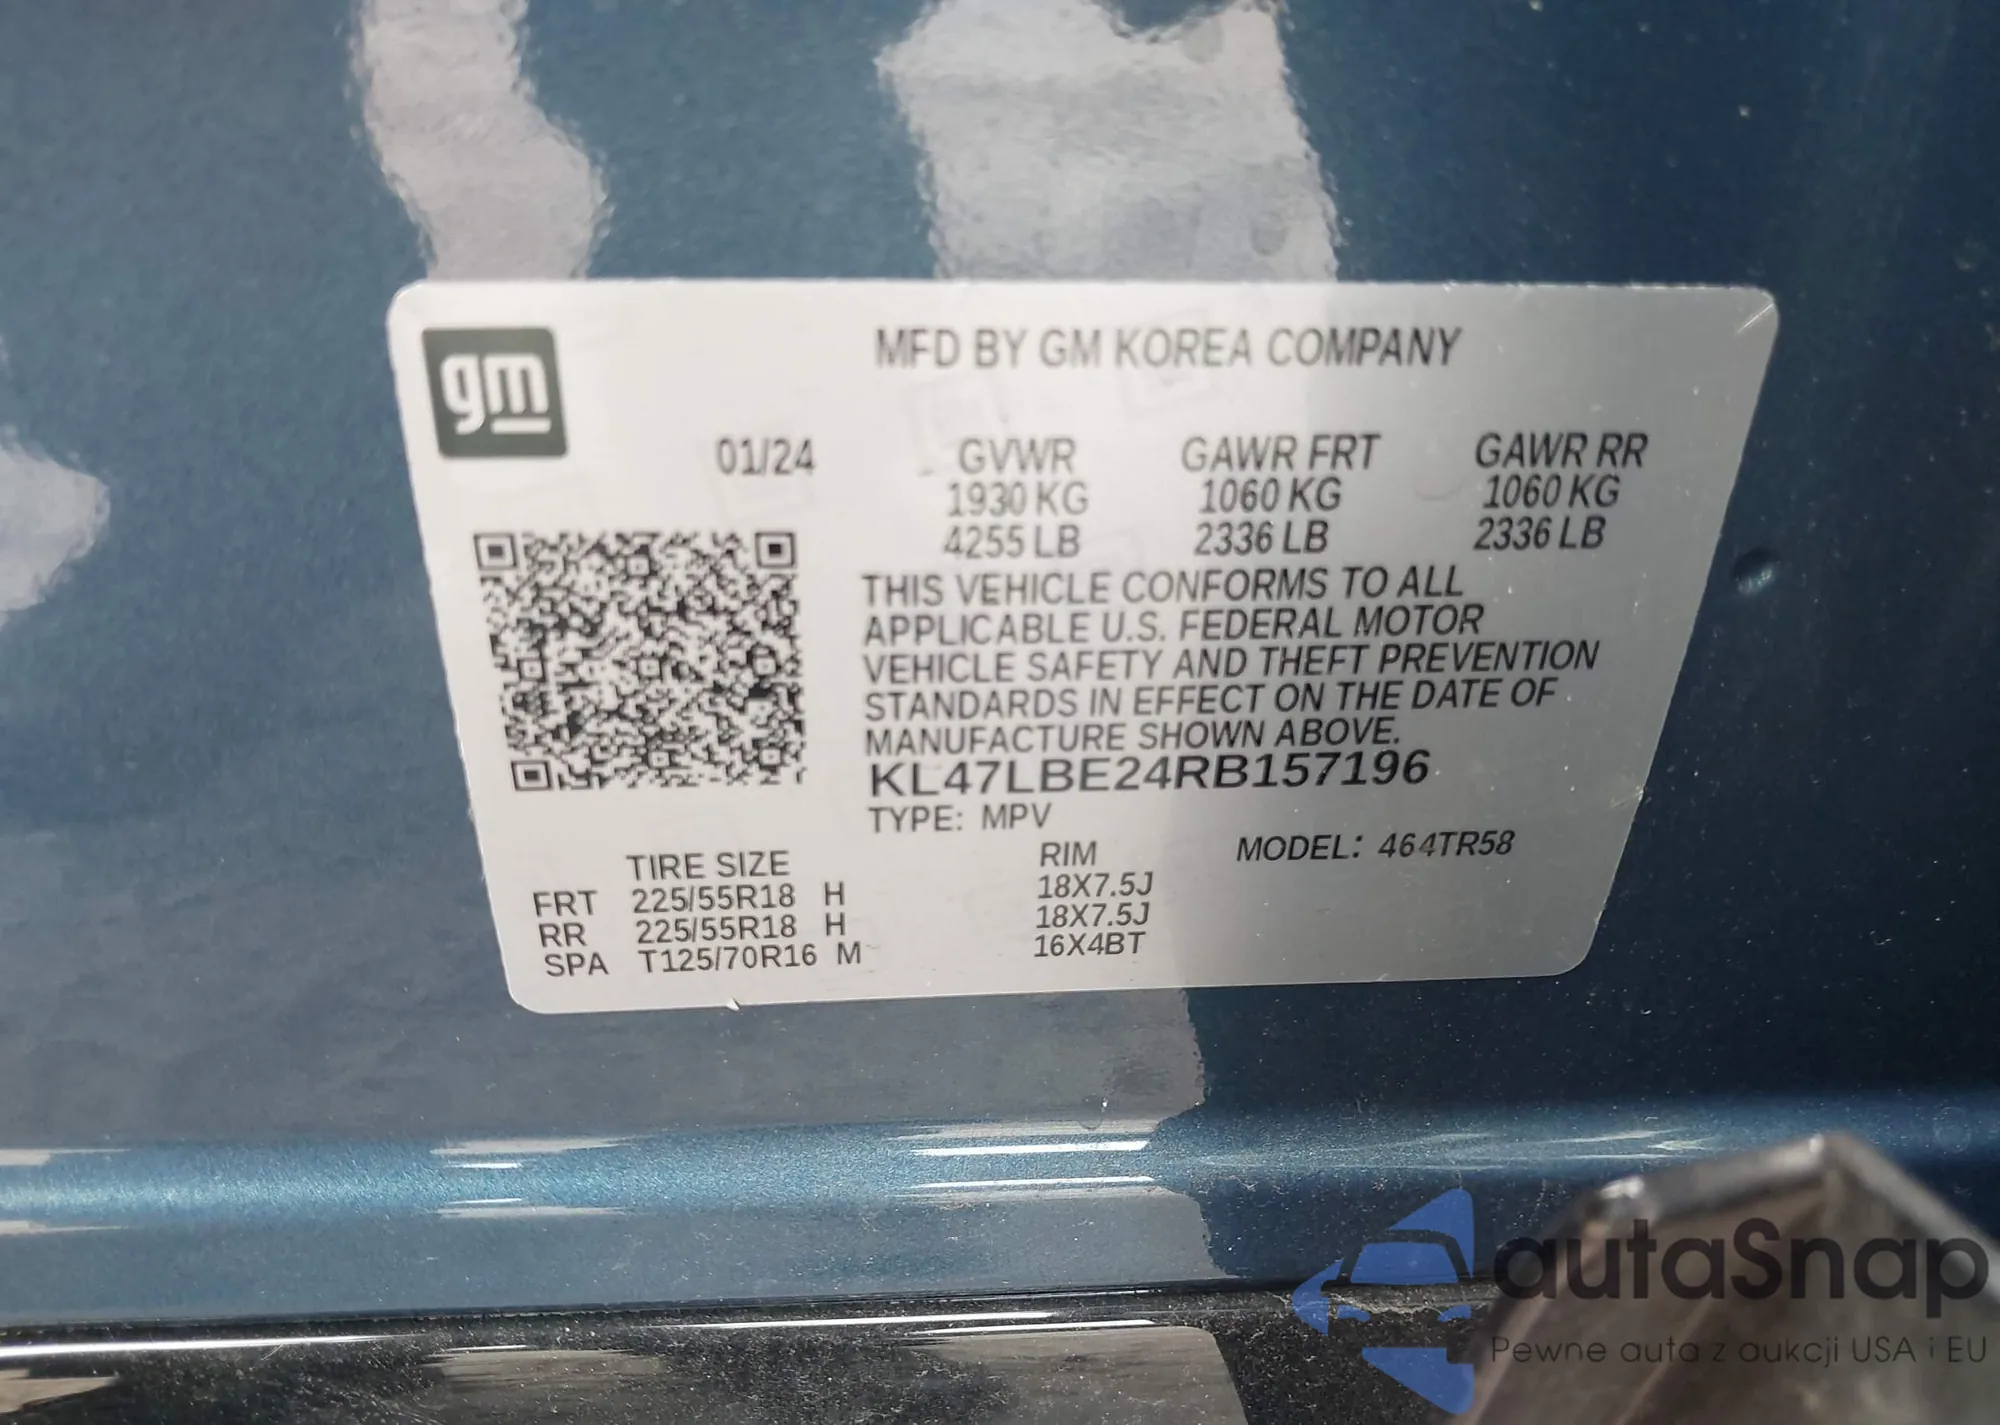 gm
MFD BY GM KOREA COMPANY
01/24 GVWR GAWR FRT GAWR RR
1930 KG 1060 KG 1060 KG
4255 LB 2336 LB 2336 LB
THIS VEHICLE CONFORMS TO ALL
APPLICABLE U.S. FEDERAL MOTOR
VEHICLE SAFETY AND THEFT PREVENTION
STANDARDS IN EFFECT ON THE DATE OF
MANUFACTURE SHOWN ABOVE.
KL47LBE24RB157196
TYPE: MPV
TIRE SIZE RIM MODEL: 464TR58
FRT 225/55R18 H 18X7.5J
RR 225/55R18 H 18X7.5J
SPA T125/70R16 M 16X4BT
autaSnap
Pewne auta z aukcji USA i EU